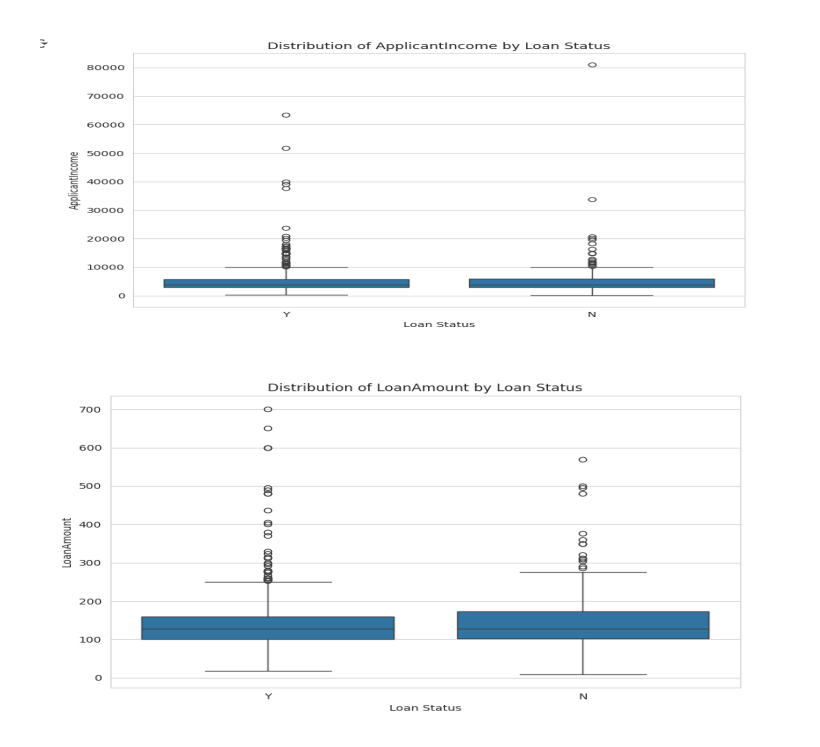 Distribution of ApplicantIncome by Loan Status
80000
70000
60000
50000
40000
30000
20000
10000
0
ApplicantIncome
Y N
Loan Status
Distribution of LoanAmount by Loan Status
700
600
500
400
300
200
100
0
LoanAmount
Y N
Loan Status